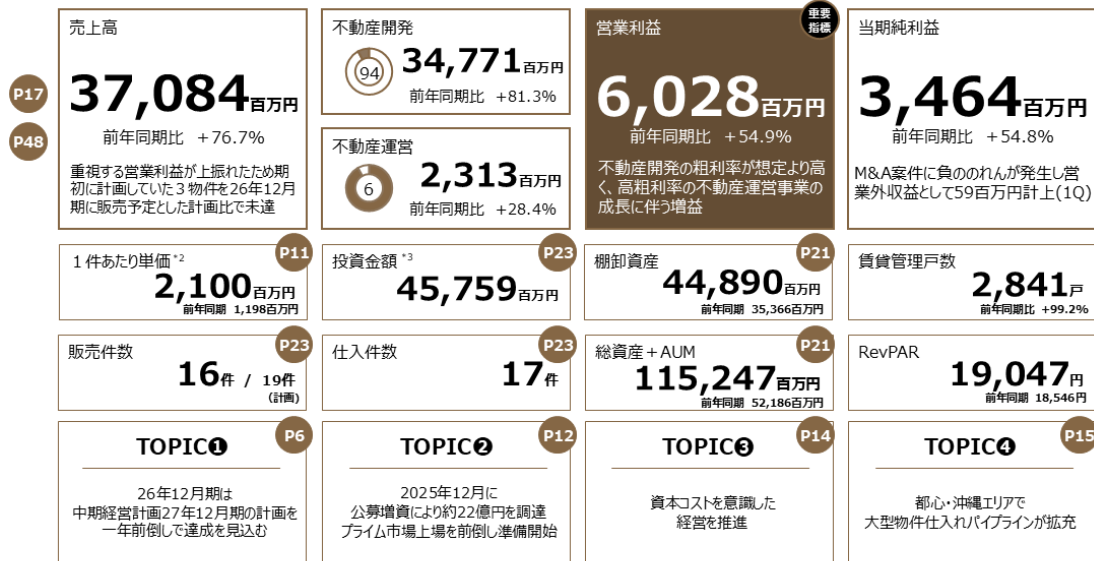 P17
P48
売上高
37,084百万円
前年同期比 +76.7%
重視する営業利益が上振れたため期
初に計画していた3物件を26年12月
期に販売予定とした計画比で未達
不動産開発
94
34,771百万円
前年同期比 +81.3%
不動産運営
6
2,313百万円
前年同期比 +28.4%
重要
指標
営業利益
6,028百万円
前年同期比 +54.9%
不動産開発の粗利率が想定より高
く、高粗利率の不動産運営事業の
成長に伴う増益
当期純利益
3,464百万円
前年同期比 +54.8%
M&A案件に負ののれんが発生し営
業外収益として59百万円計上(1Q)
1件あたり単価*2
P11
2,100百万円
前年同期 1,198百万円
投資金額 *3
P23
45,759百万円
棚卸資産
P21
44,890百万円
前年同期 35,366百万円
賃貸管理戸数
2,841戸
前年同期比 +99.2%
販売件数
P23
16件 / 19件
(計画)
仕入件数
P23
17件
総資産+AUM
P21
115,247百万円
前年同期 52,186百万円
RevPAR
19,047円
前年同期 18,546円
TOPIC❶
P6
26年12月期は
中期経営計画27年12月期の計画を
一年前倒しで達成を見込む
TOPIC❷
P12
2025年12月に
公募増資により約22億円を調達
プライム市場上場を前倒し準備開始
TOPIC❸
P14
資本コストを意識した
経営を推進
TOPIC❹
P15
都心・沖縄エリアで
大型物件仕入れパイプラインが拡充